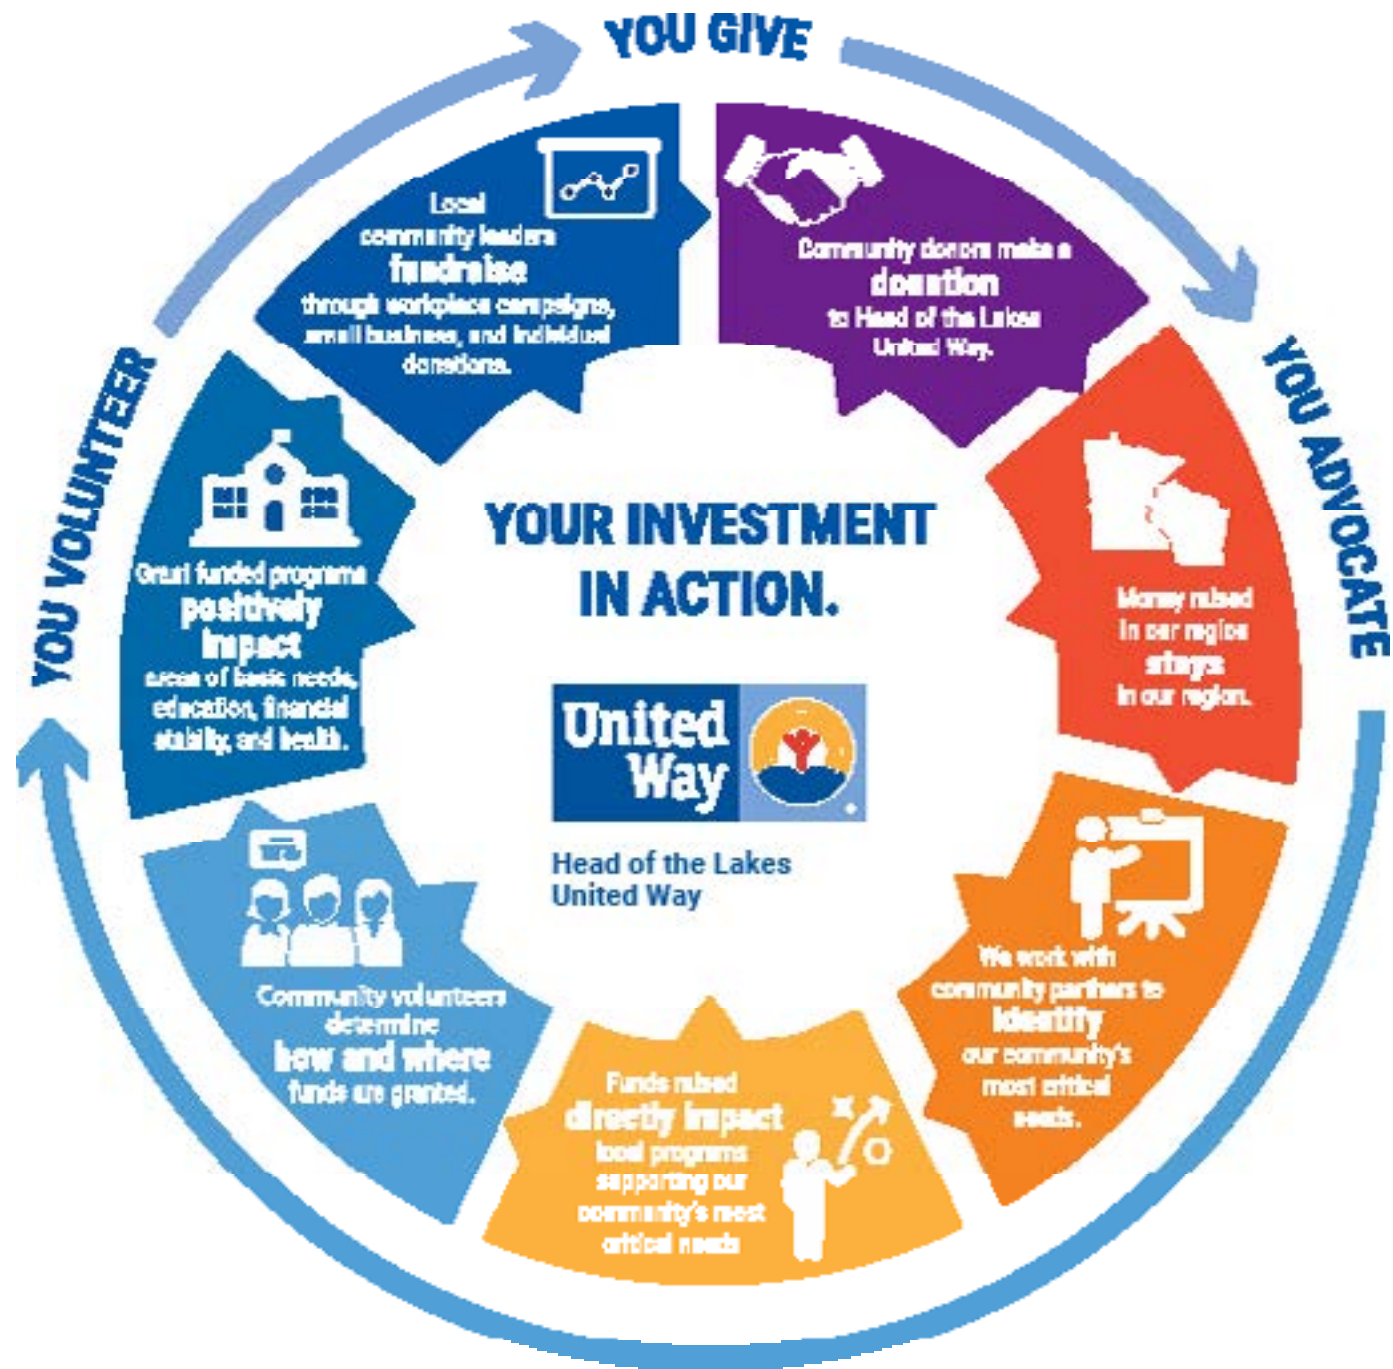 YOU GIVE
YOU ADVOCATE
YOU VOLUNTEER
Local
community leaders
fundraise
through workplace campaigns,
small business, and individual
donations.
Community donors make a
donation
to Head of the Lakes
United Way.
Money raised
in our region
stays
in our region.
We work with
community partners to
identify
our community's
most critical
needs.
Funds raised
directly impact
local programs
supporting our
community's most
critical needs
Community volunteers
determine
how and where
funds are granted.
Grant funded programs
positively
impact
areas of basic needs,
education, financial
stability, and health.
YOUR INVESTMENT
IN ACTION.
United
Way
Head of the Lakes
United Way